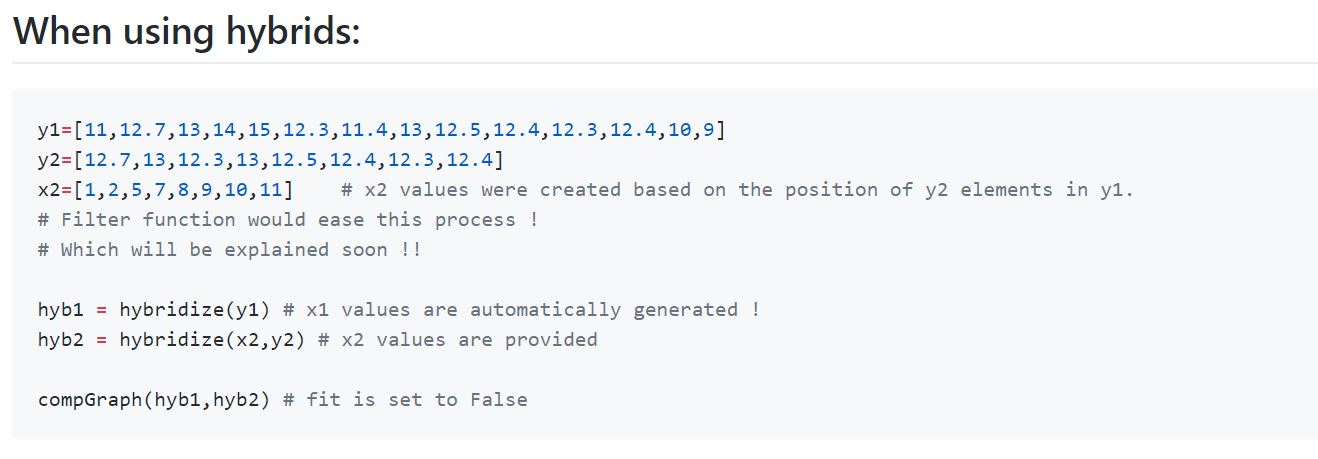 When using hybrids:
y1=[11,12.7,13,14,15,12.3,11.4,13,12.5,12.4,12.3,12.4,10,9]
y2=[12.7,13,12.3,13,12.5,12.4,12.3,12.4]
x2=[1,2,5,7,8,9,10,11]    # x2 values were created based on the position of y2 elements in y1.
# Filter function would ease this process !
# Which will be explained soon !!
hyb1 = hybridize(y1) # x1 values are automatically generated !
hyb2 = hybridize(x2,y2) # x2 values are provided
compGraph(hyb1,hyb2) # fit is set to False